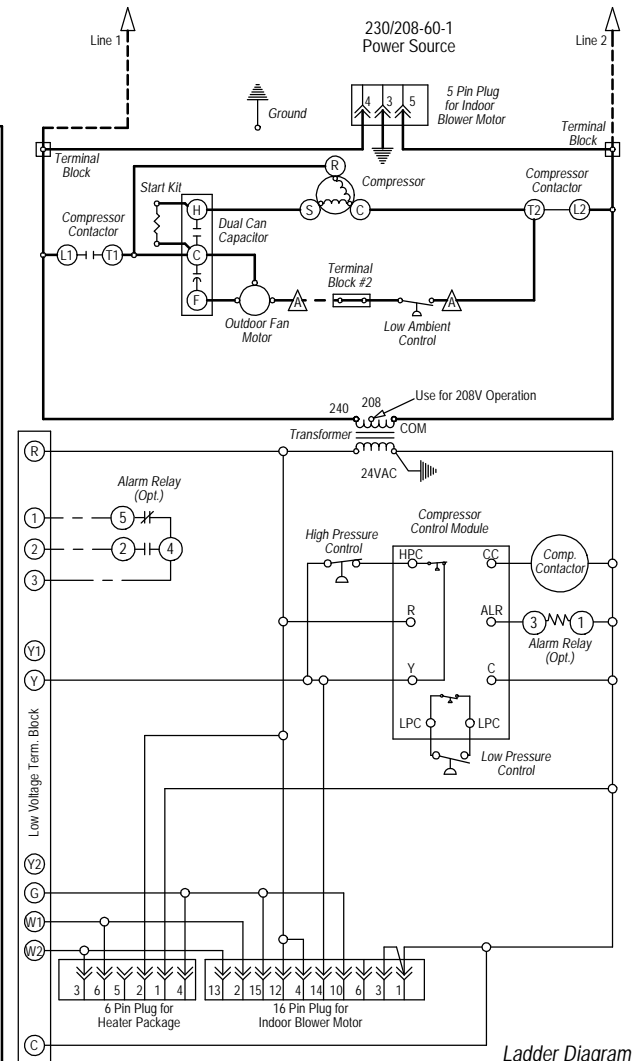 230/208-60-1
Power Source
Line 1
Line 2
Ground
4 3 5
5 Pin Plug
for Indoor
Blower Motor
Terminal
Block
Terminal
Block
R
Compressor
S
C
Start Kit
H
C
F
Dual Can
Capacitor
Compressor
Contactor
L1
T1
Compressor
Contactor
T2
L2
Outdoor Fan
Motor
A
Terminal
Block #2
A
Low Ambient
Control
240
208
Use for 208V Operation
Transformer
COM
24VAC
R
Alarm Relay
(Opt.)
1
5
2
2
4
3
High Pressure
Control
Compressor
Control Module
HPC
CC
Comp.
Contactor
R
ALR
3
1
Alarm Relay
(Opt.)
Y
C
LPC
LPC
Low Pressure
Control
Y1
Y
Low Voltage Term. Block
Y2
G
W1
W2
C
3 6 5 2 1 4
6 Pin Plug for
Heater Package
13 2 15 12 4 14 10 6 3 1
16 Pin Plug for
Indoor Blower Motor
Ladder Diagram